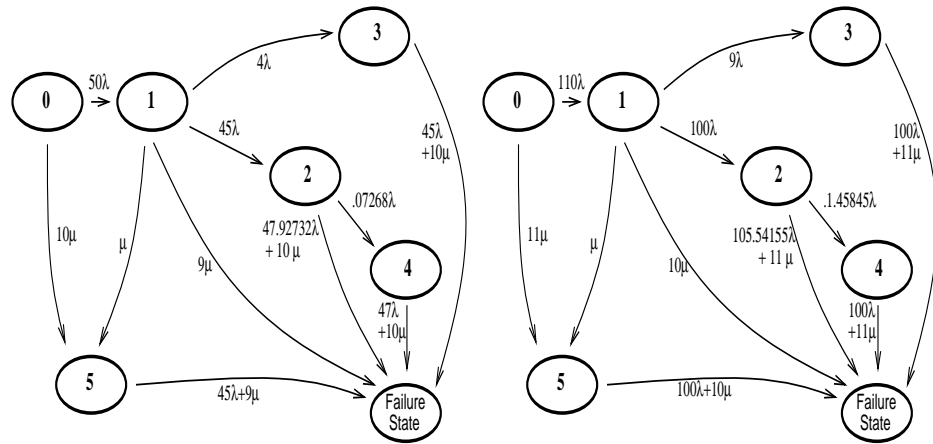 3
4λ
50λ
0
1
45λ
45λ
+10μ
2
.07268λ
10μ
μ
47.92732λ
+ 10 μ
9μ
4
47λ
+10μ
5
45λ+9μ
Failure
State
3
9λ
110λ
0
1
100λ
100λ
+11μ
2
.1.45845λ
11μ
μ
105.54155λ
+ 11 μ
10μ
4
100λ
+11μ
5
100λ+10μ
Failure
State